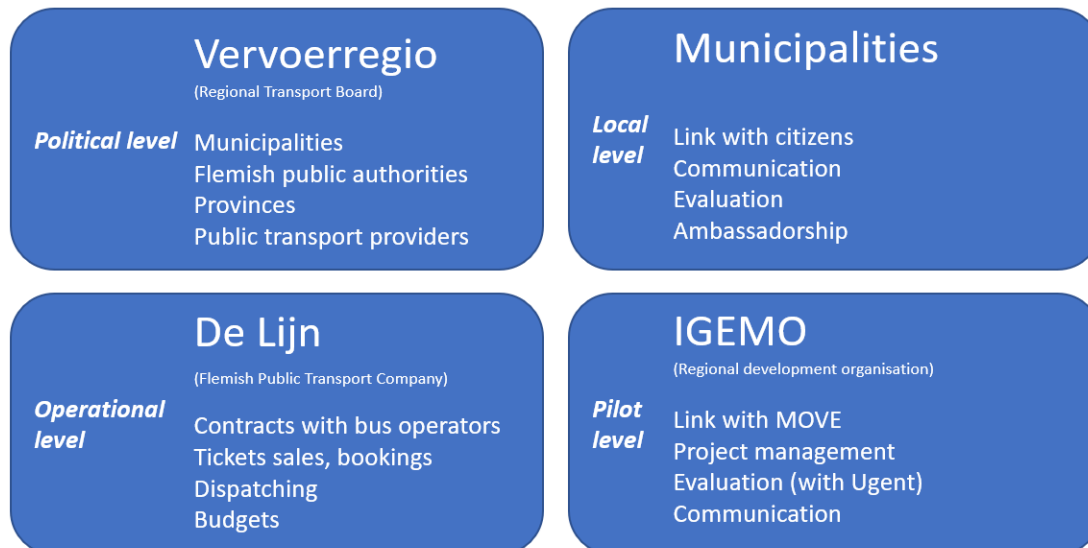 Vervoerregio
(Regional Transport Board)
Political level
Municipalities
Flemish public authorities
Provinces
Public transport providers
Municipalities
Local
level
Link with citizens
Communication
Evaluation
Ambassadorship
De Lijn
(Flemish Public Transport Company)
Operational
level
Contracts with bus operators
Tickets sales, bookings
Dispatching
Budgets
IGEMO
(Regional development organisation)
Pilot
level
Link with MOVE
Project management
Evaluation (with Ugent)
Communication